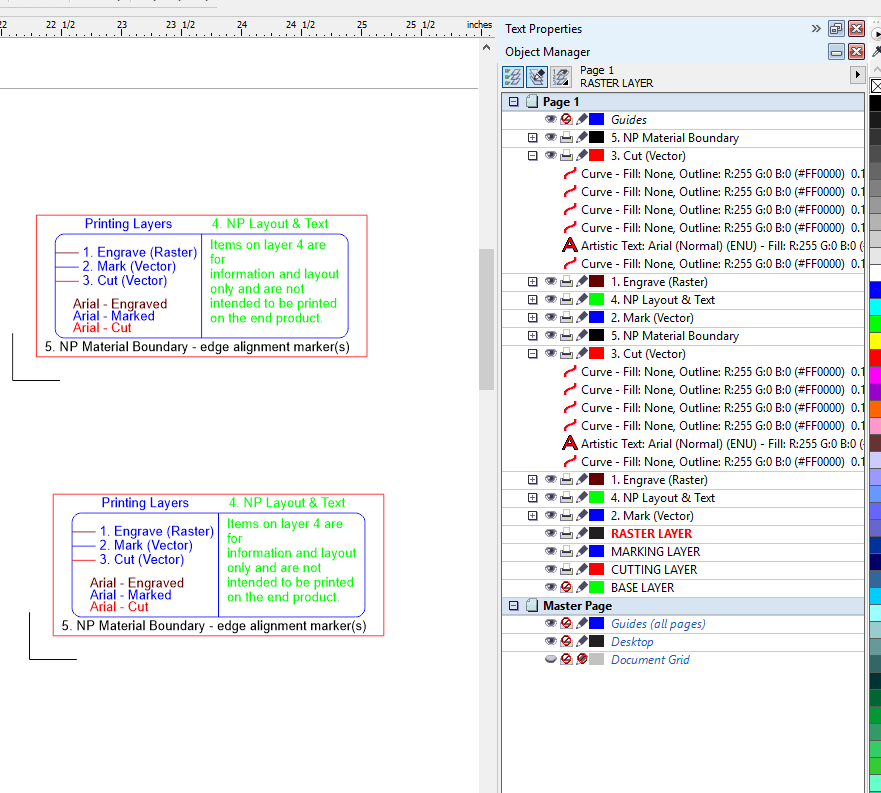 22 22 1/2 23 23 1/2 24 24 1/2 25 25 1/2 inches
Printing Layers
4. NP Layout & Text
1. Engrave (Raster)
2. Mark (Vector)
3. Cut (Vector)
Arial - Engraved
Arial - Marked
Arial - Cut
Items on layer 4 are
for
information and layout
only and are not
intended to be printed
on the end product.
5. NP Material Boundary - edge alignment marker(s)
Printing Layers
4. NP Layout & Text
1. Engrave (Raster)
2. Mark (Vector)
3. Cut (Vector)
Arial - Engraved
Arial - Marked
Arial - Cut
Items on layer 4 are
for
information and layout
only and are not
intended to be printed
on the end product.
5. NP Material Boundary - edge alignment marker(s)
Text Properties
Object Manager
Page 1
RASTER LAYER
Page 1
Guides
5. NP Material Boundary
3. Cut (Vector)
Curve - Fill: None, Outline: R:255 G:0 B:0 (#FF0000) 0.1
Curve - Fill: None, Outline: R:255 G:0 B:0 (#FF0000) 0.1
Curve - Fill: None, Outline: R:255 G:0 B:0 (#FF0000) 0.1
Curve - Fill: None, Outline: R:255 G:0 B:0 (#FF0000) 0.1
Artistic Text: Arial (Normal) (ENU) - Fill: R:255 G:0 B:0 (
Curve - Fill: None, Outline: R:255 G:0 B:0 (#FF0000) 0.1
1. Engrave (Raster)
4. NP Layout & Text
2. Mark (Vector)
5. NP Material Boundary
3. Cut (Vector)
Curve - Fill: None, Outline: R:255 G:0 B:0 (#FF0000) 0.1
Curve - Fill: None, Outline: R:255 G:0 B:0 (#FF0000) 0.1
Curve - Fill: None, Outline: R:255 G:0 B:0 (#FF0000) 0.1
Curve - Fill: None, Outline: R:255 G:0 B:0 (#FF0000) 0.1
Artistic Text: Arial (Normal) (ENU) - Fill: R:255 G:0 B:0 (
Curve - Fill: None, Outline: R:255 G:0 B:0 (#FF0000) 0.1
1. Engrave (Raster)
4. NP Layout & Text
2. Mark (Vector)
RASTER LAYER
MARKING LAYER
CUTTING LAYER
BASE LAYER
Master Page
Guides (all pages)
Desktop
Document Grid